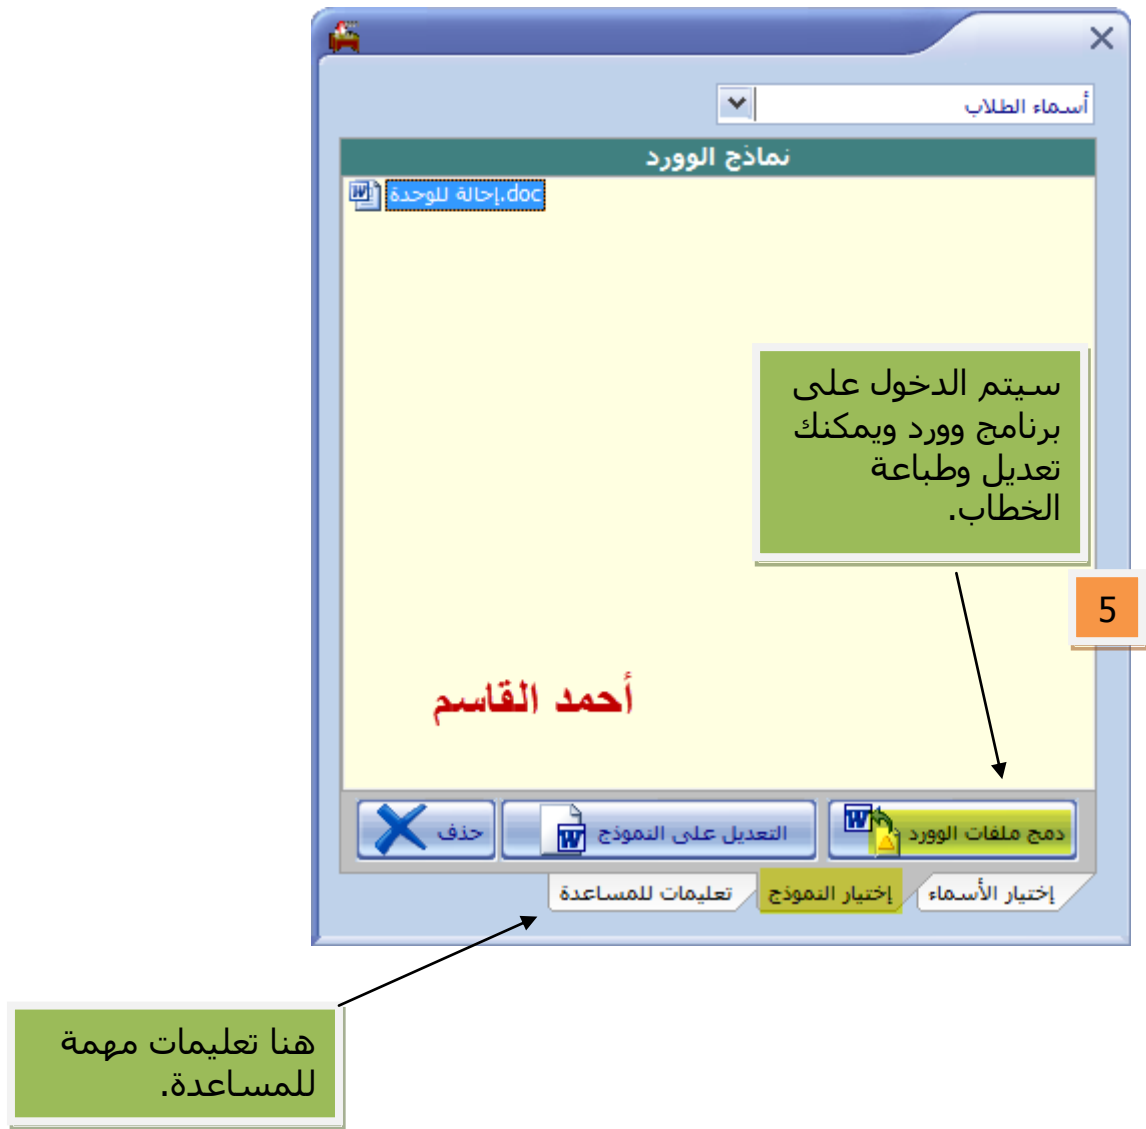 أسماء الطلاب
نماذج الوورد
إحالة للوحدة.doc
سيتم الدخول على
برنامج وورد ويمكنك
تعديل وطباعة
الخطاب.
5
أحمد القاسم
دمج ملفات الوورد
التعديل على النموذج
حذف
إختيار الأسماء
إختيار النموذج
تعليمات للمساعدة
هنا تعليمات مهمة
للمساعدة.